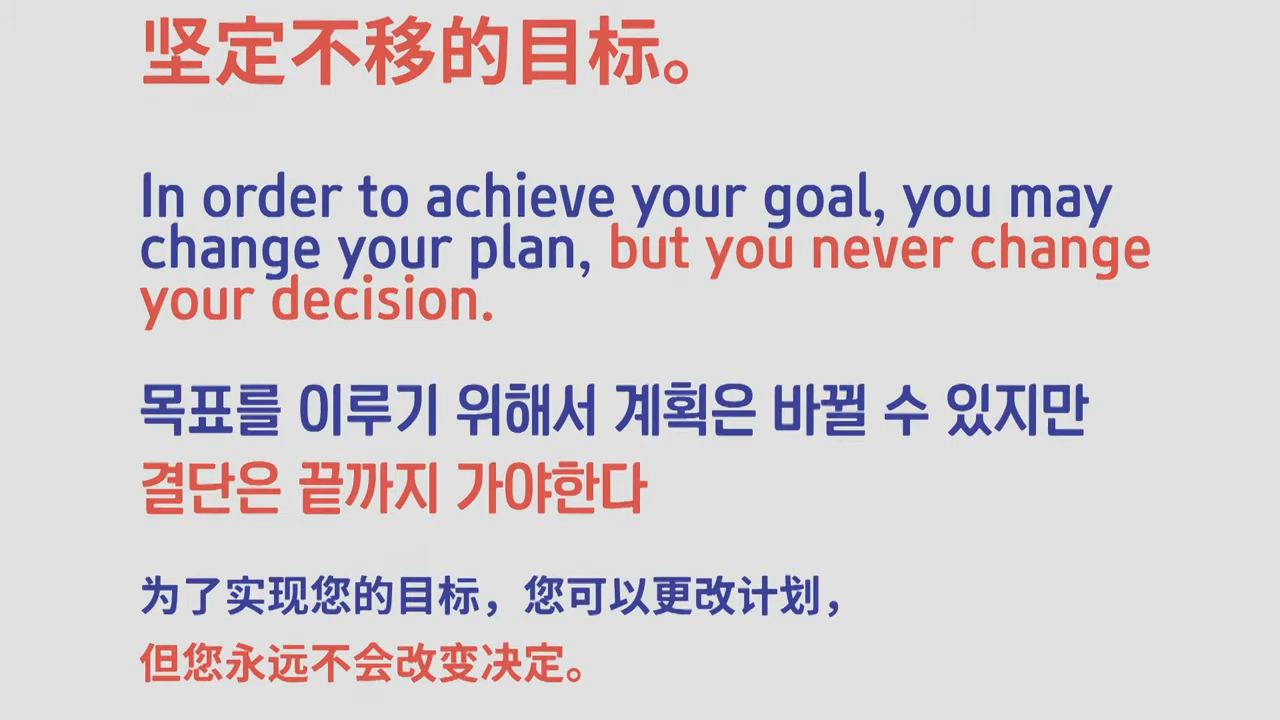 坚定不移的目标。
In order to achieve your goal, you may
change your plan, but you never change
your decision.
목표를 이루기 위해서 계획은 바뀔 수 있지만
결단은 끝까지 가야한다
为了实现您的目标，您可以更改计划，
但您永远不会改变决定。